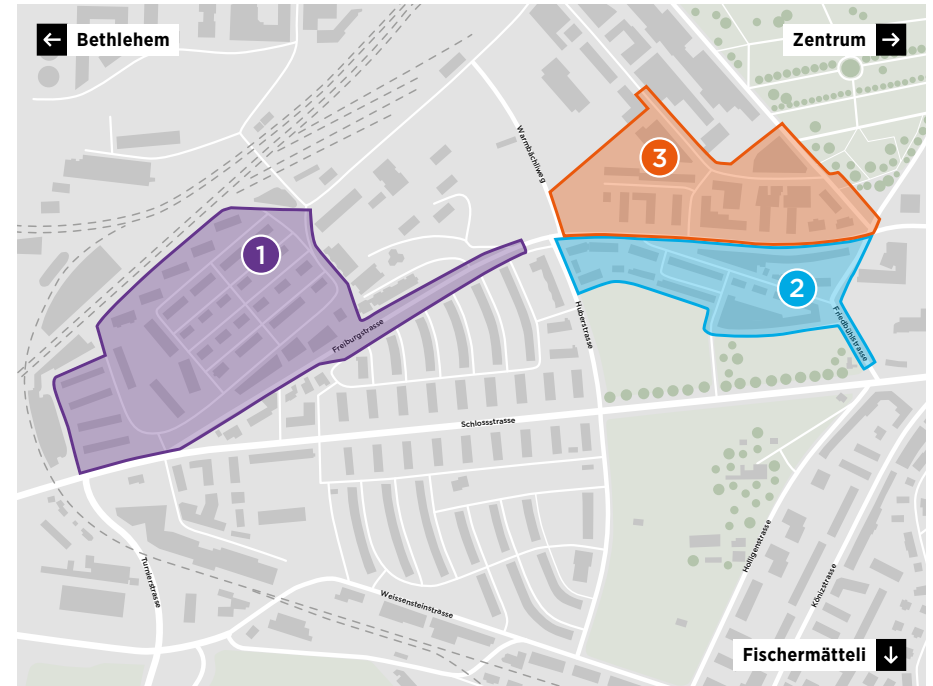 ← Bethlehem
Zentrum →
Warmbächliweg
3
1
2
Freiburgstrasse
Huberstrasse
Friedbühlstrasse
Schlossstrasse
Turnierstrasse
Weissensteinstrasse
Holligenstrasse
Könizstrasse
Fischermätteli ↓